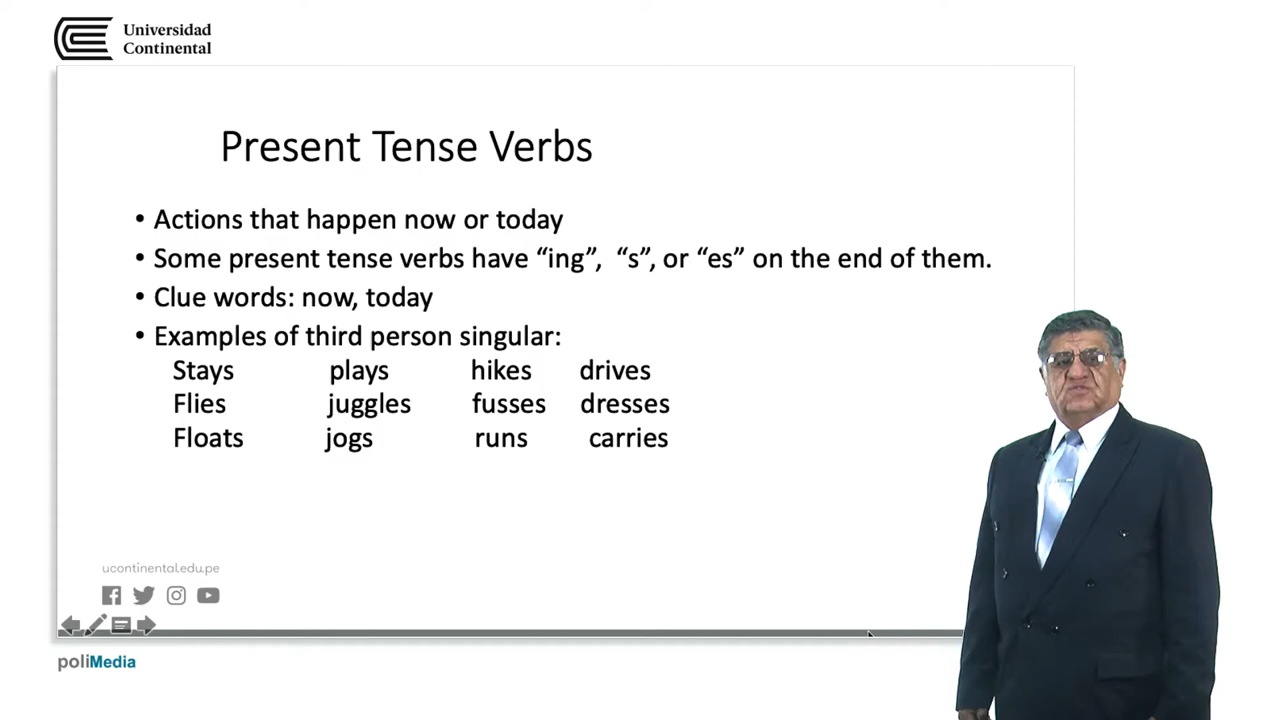 Universidad
Continental
Present Tense Verbs
• Actions that happen now or today
• Some present tense verbs have “ing”, “s”, or “es” on the end of them.
• Clue words: now, today
• Examples of third person singular:
Stays plays hikes drives
Flies juggles fusses dresses
Floats jogs runs carries
ucontinental.edu.pe
poliMedia